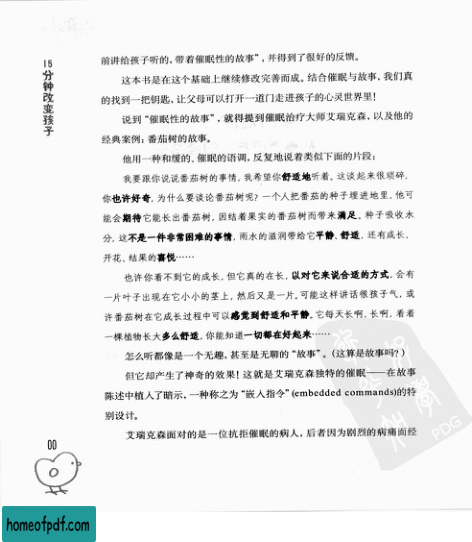 15分钟改变孩子
前讲给孩子听的,带着催眠性的故事”,并得到了很好的反馈。
这本书是在这个基础上继续修改完善而成。结合催眠与故事,我们真
的找到一把钥匙,让父母可以打开一道门走进孩子的心灵世界里!
说到“催眠性的故事”,就得提到催眠治疗大师艾瑞克森,以及他的
经典案例:番茄树的故事。
他用一种和缓的、催眠的语调,反复地说着类似下面的片段:
我要跟你说说番茄树的事情,我希望你舒适地听着。这谈起来很琐碎,
你也许好奇,为什么要谈论番茄树呢?一个人把番茄的种子埋进地里,他可
能会期待它能长出番茄树,因结着果实的番茄树而带来满足。种子吸收水
分,这不是一件非常困难的事情,雨水的滋润带给它平静、舒适,还有成长、
开花、结果的喜悦……
也许你看不到它的成长,但它真的在长,以对它来说合适的方式,会有
一片叶子出现在它小小的茎上,然后又是一片。可能这样讲话很孩子气,或
许番茄树在它成长过程中可以感觉到舒适和平静。它每天长啊,长啊,看着
一棵植物长大多么舒适,你能知道一切都在好起来……
怎么听都像是一个无趣,甚至是无聊的“故事”。(这算是故事吗?)
但它却产生了神奇的效果!这就是艾瑞克森独特的催眠——在故事
陈述中植入了暗示,一种称之为“嵌入指令”(embedded commands)的特
别设计。
艾瑞克森面对的是一位抗拒催眠的病人,后者因为剧烈的病痛而经
00
PDG
homeofpdf.com